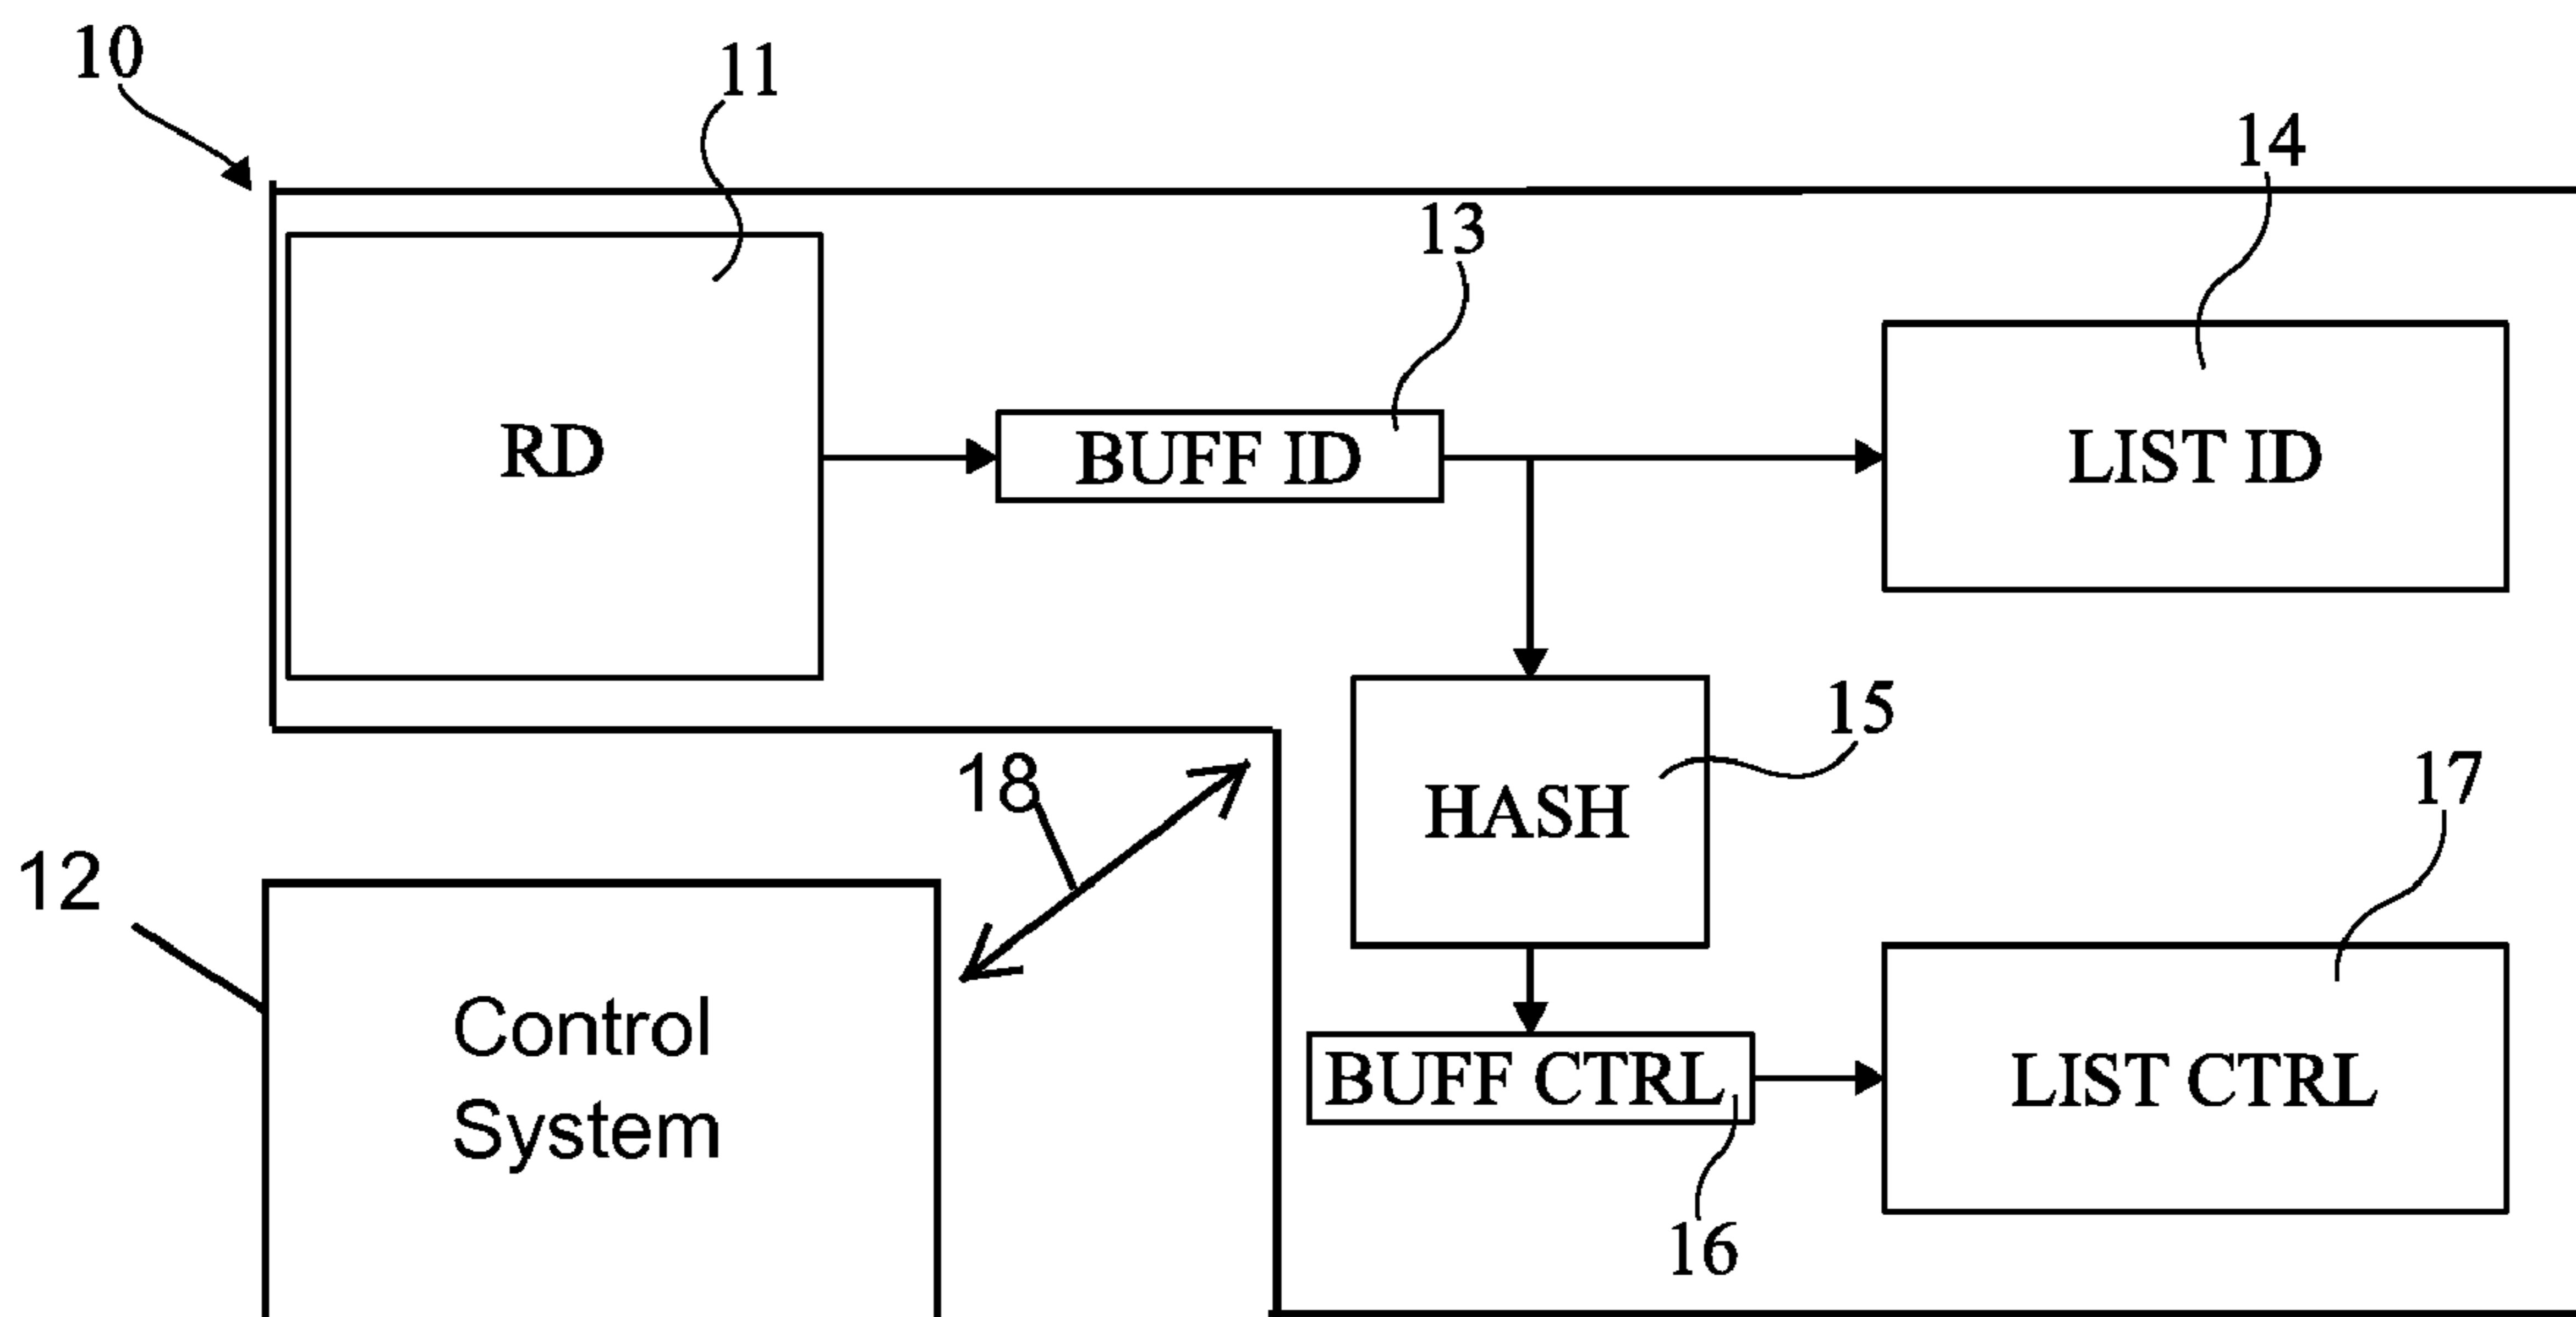 10
11
14
13
RD
BUFF ID
LIST ID
15
18
17
HASH
12
Control
System
BUFF CTRL
LIST CTRL
16